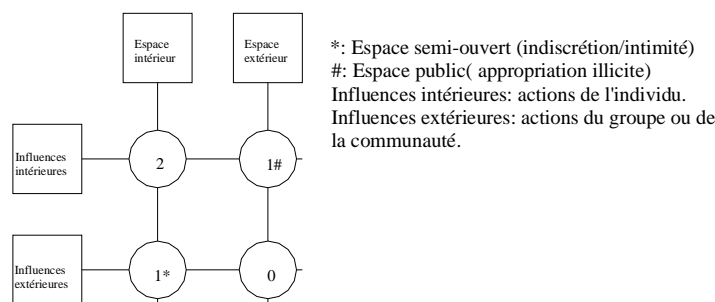 Espace
intérieur
Espace
extérieur
*: Espace semi-ouvert (indiscrétion/intimité)
#: Espace public( appropriation illicite)
Influences intérieures: actions de l'individu.
Influences extérieures: actions du groupe ou de
la communauté.
Influences
intérieures
2
1#
Influences
extérieures
1*
0